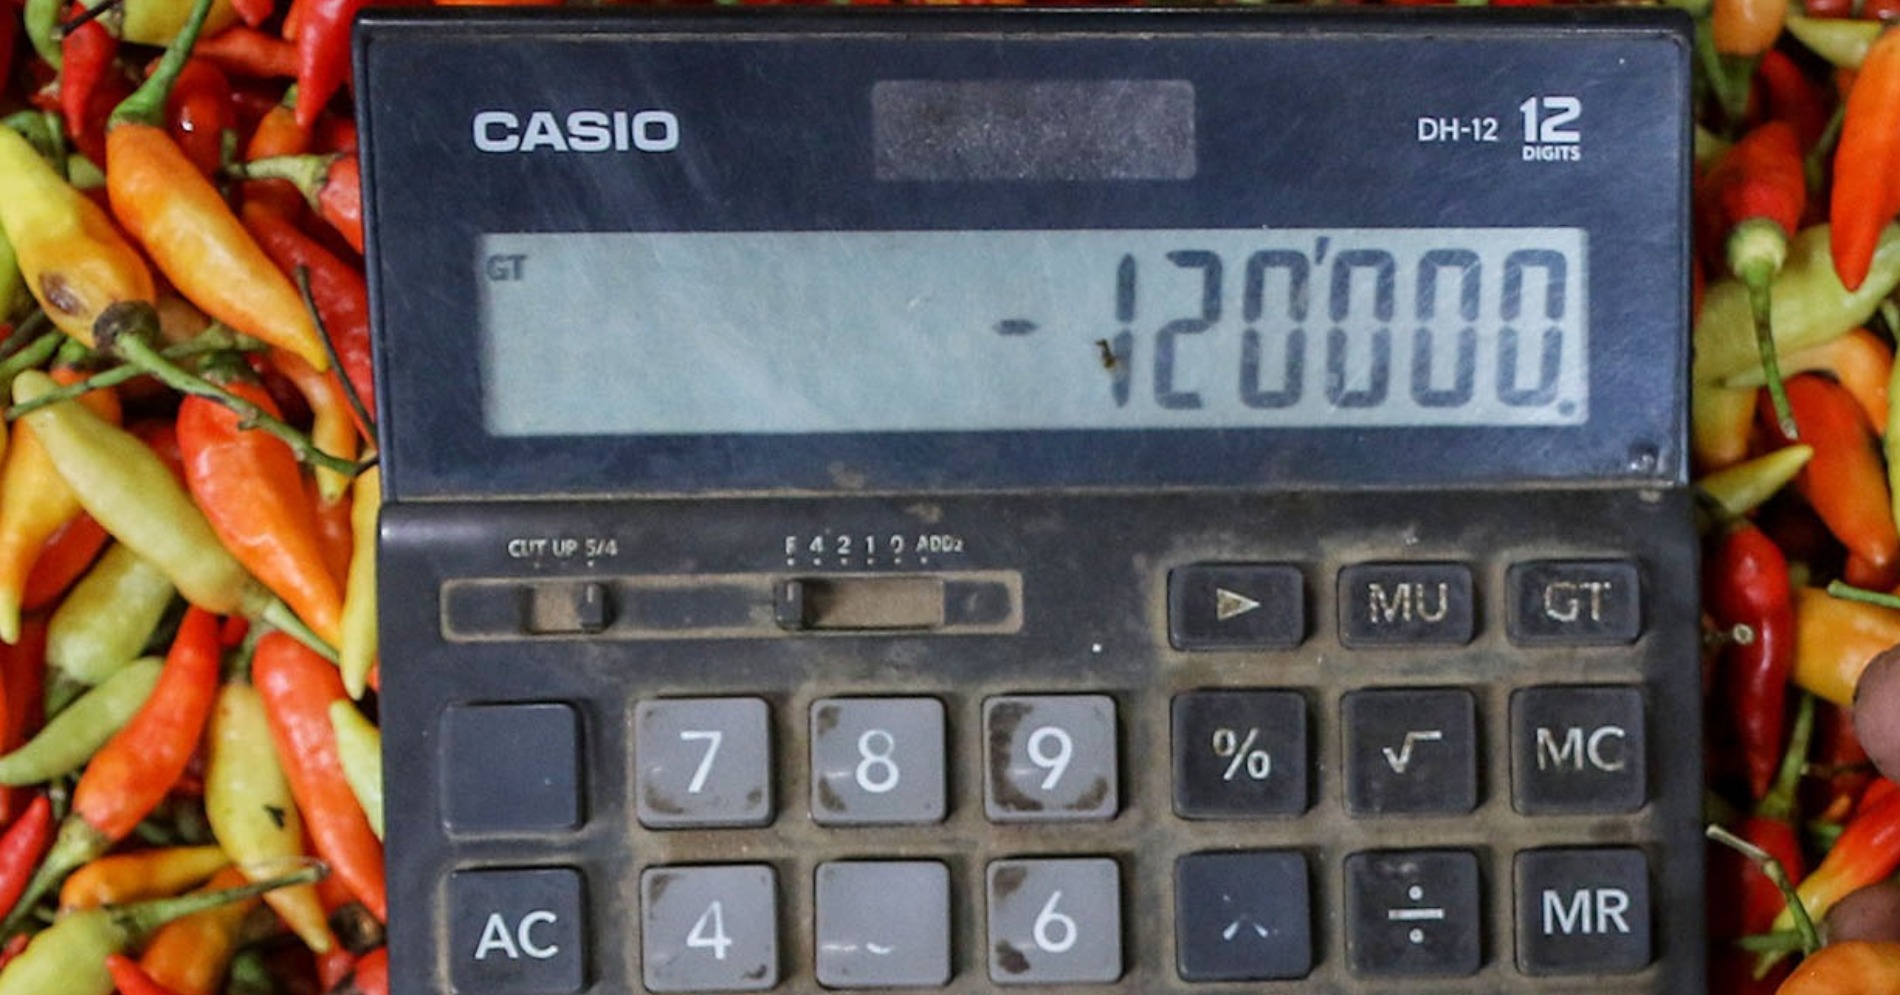 CASIO
DH-12 12
DIGITS
GT
-120'000.
CUT UP 5/4
F 4 2 1 0 ADD₂
▶ MU GT
7 8 9 % √ MC
AC 4 6 ÷ MR